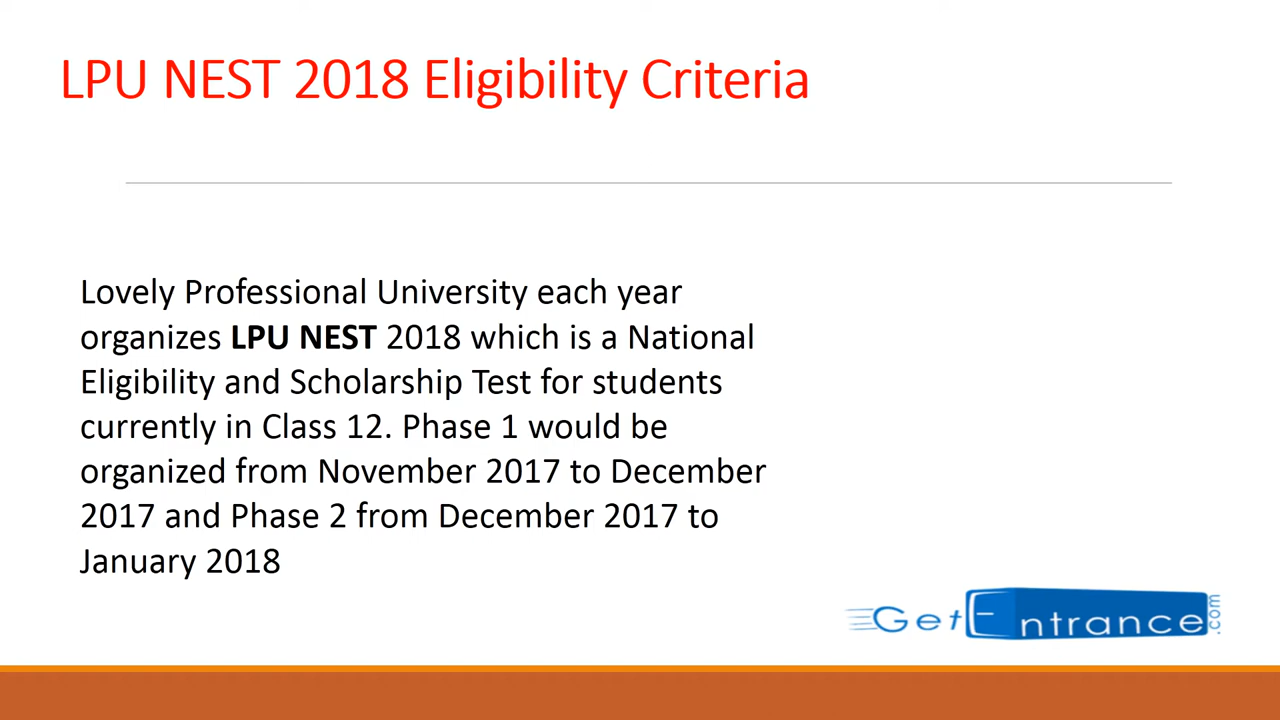 LPU NEST 2018 Eligibility Criteria
Lovely Professional University each year
organizes LPU NEST 2018 which is a National
Eligibility and Scholarship Test for students
currently in Class 12. Phase 1 would be
organized from November 2017 to December
2017 and Phase 2 from December 2017 to
January 2018
GetEntrance.com